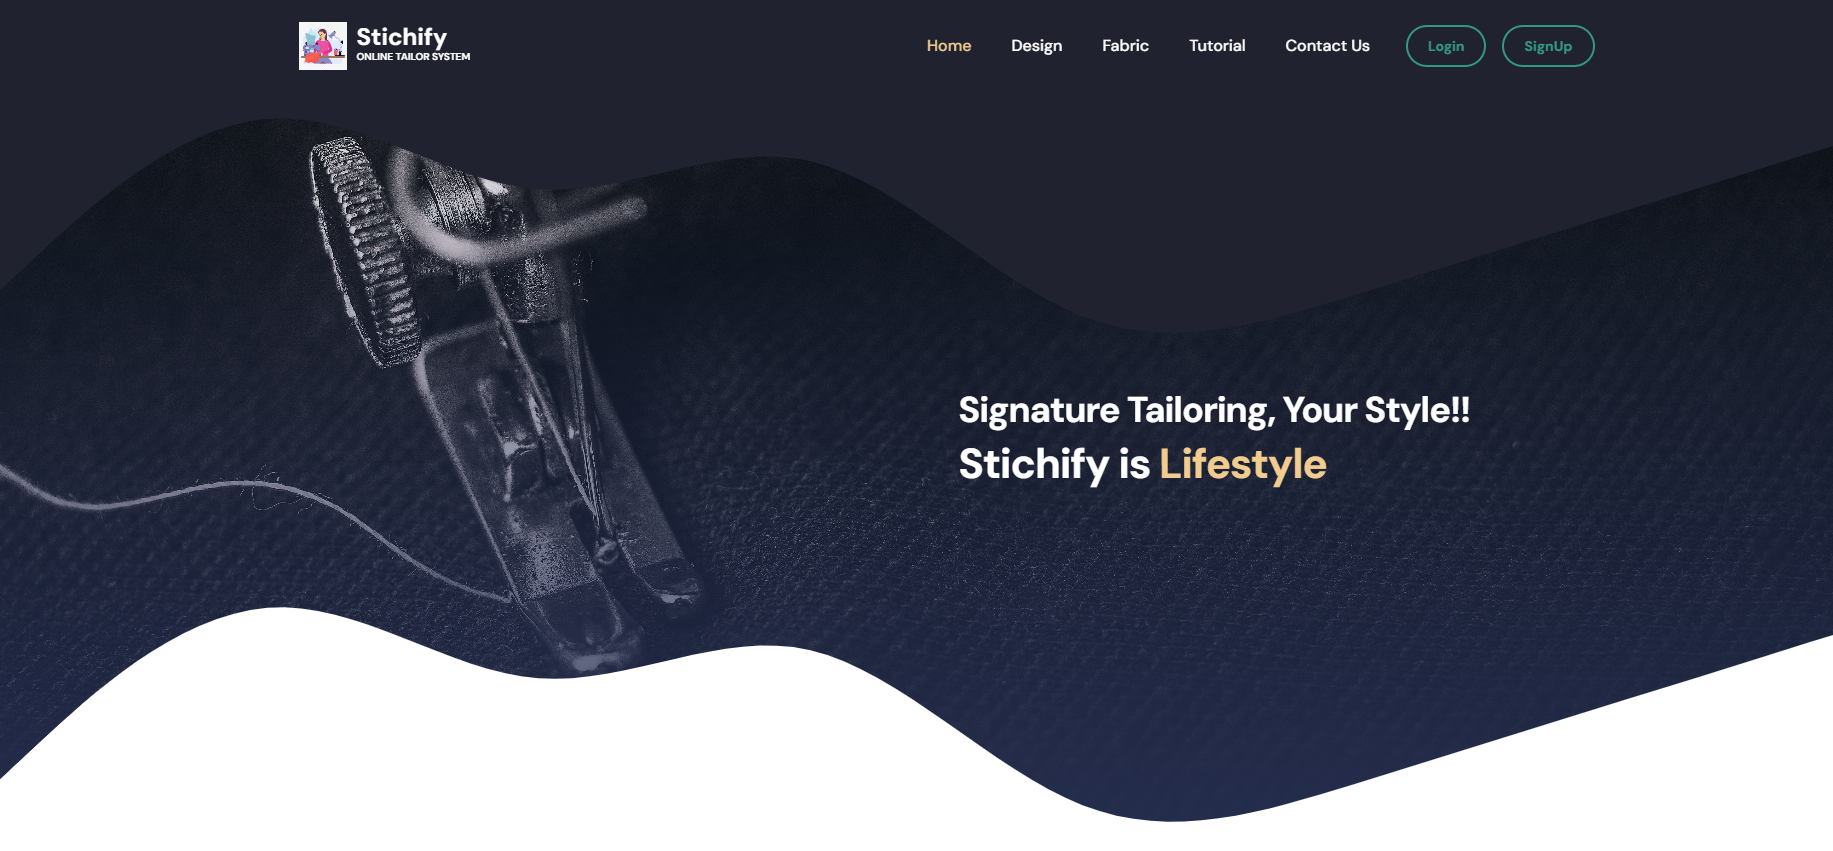 Stichify
ONLINE TAILOR SYSTEM
Home Design Fabric Tutorial Contact Us Login SignUp
Signature Tailoring, Your Style!!
Stichify is Lifestyle